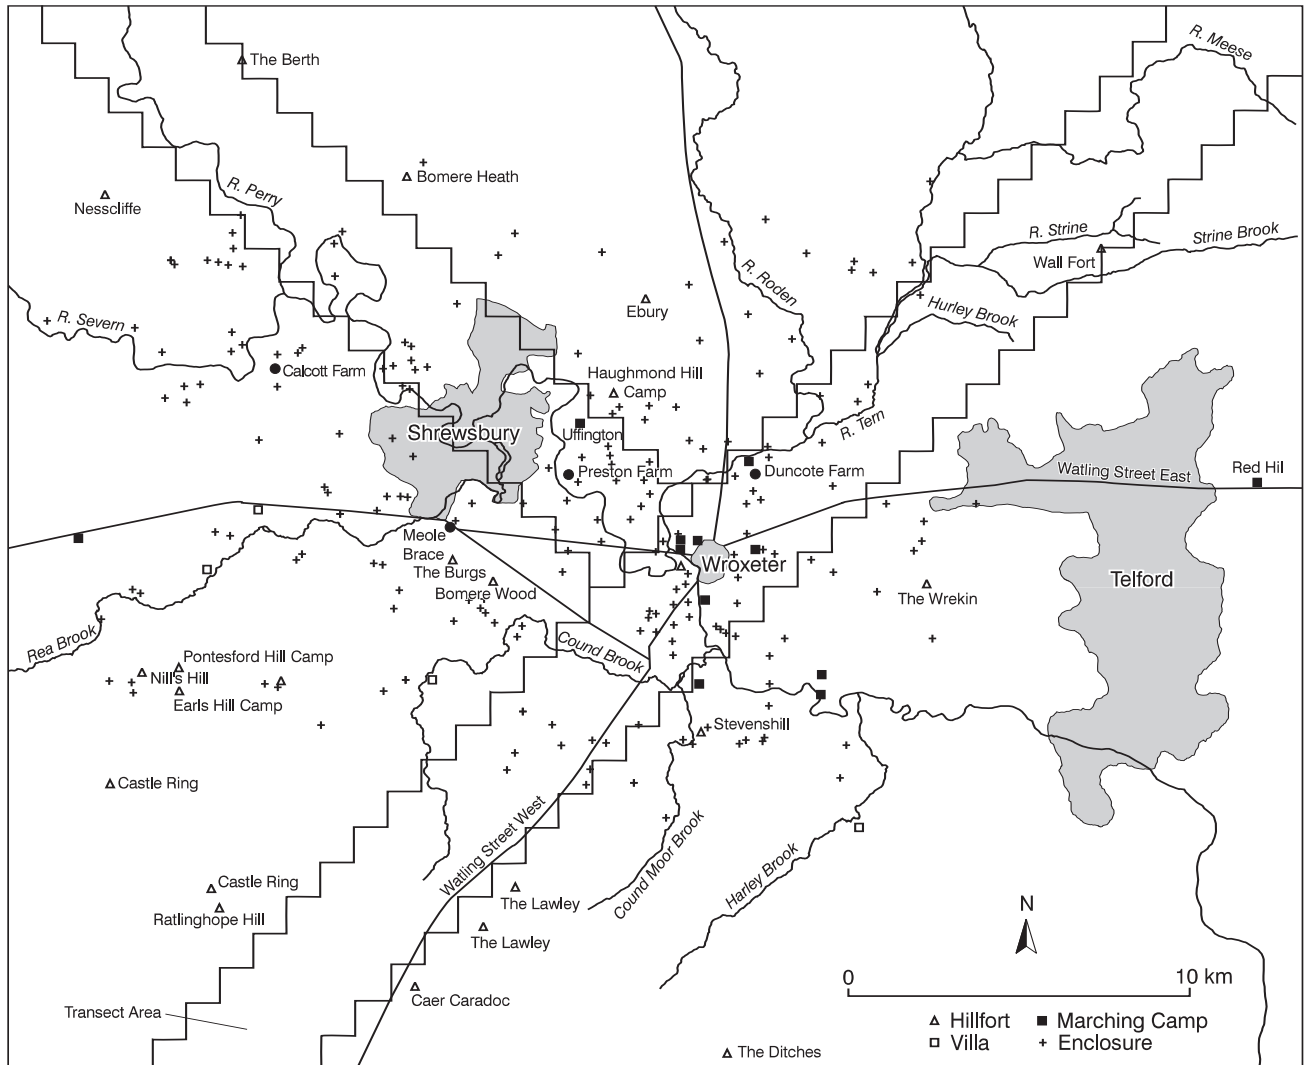 The Berth
R. Meese
Bomere Heath
R. Perry
Nesscliffe
R. Strine
Strine Brook
Wall Fort
R. Roden
Ebury
Hurley Brook
R. Severn
Calcott Farm
Haughmond Hill
Camp
Shrewsbury
Uffington
R. Tern
Preston Farm
Duncote Farm
Watling Street East
Red Hil
Meole
Brace
The Burgs
Bomere Wood
Wroxeter
The Wrekin
Telford
Rea Brook
Cound Brook
Pontesford Hill Camp
Nill's Hill
Earls Hill Camp
Stevenshill
Castle Ring
Watling Street West
Cound Moor Brook
Harley Brook
Castle Ring
Ratlinghope Hill
The Lawley
The Lawley
Caer Caradoc
Transect Area
The Ditches
N
0 10 km
Hillfort
Marching Camp
Villa
Enclosure